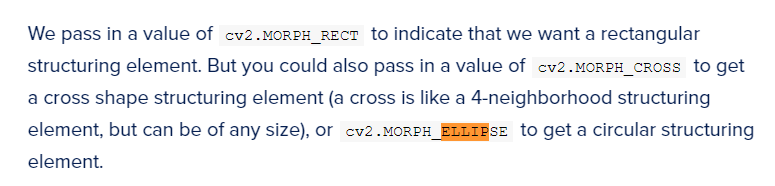 We pass in a value of cv2.MORPH_RECT to indicate that we want a rectangular
structuring element. But you could also pass in a value of cv2.MORPH_CROSS to get
a cross shape structuring element (a cross is like a 4-neighborhood structuring
element, but can be of any size), or cv2.MORPH_ELLIPSE to get a circular structuring
element.